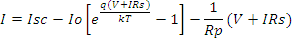 I = Isc − Io [e^{q(V+IRs)/kT} − 1] − 1/Rp (V + IRs)